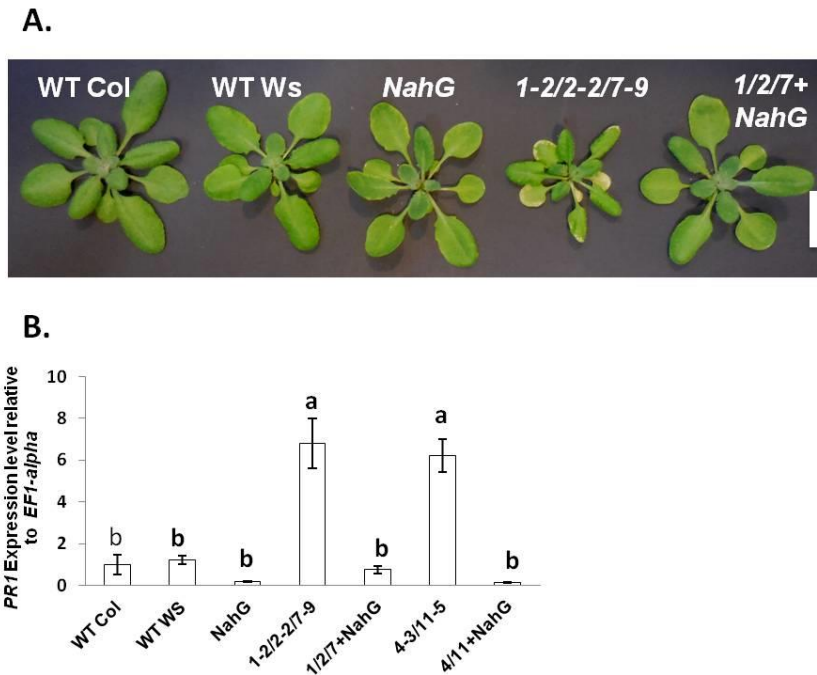 A.
WT Col WT Ws NahG 1-2/2-2/7-9 1/2/7+
NahG
B.
PR1 Expression level relative
to EF1-alpha
10
8
6
4
2
0
b
b
b
a
b
a
b
WT Col
WT WS
NahG
1-2/2-2/7-9
1/2/7+NahG
4-3/11-5
4/11+NahG